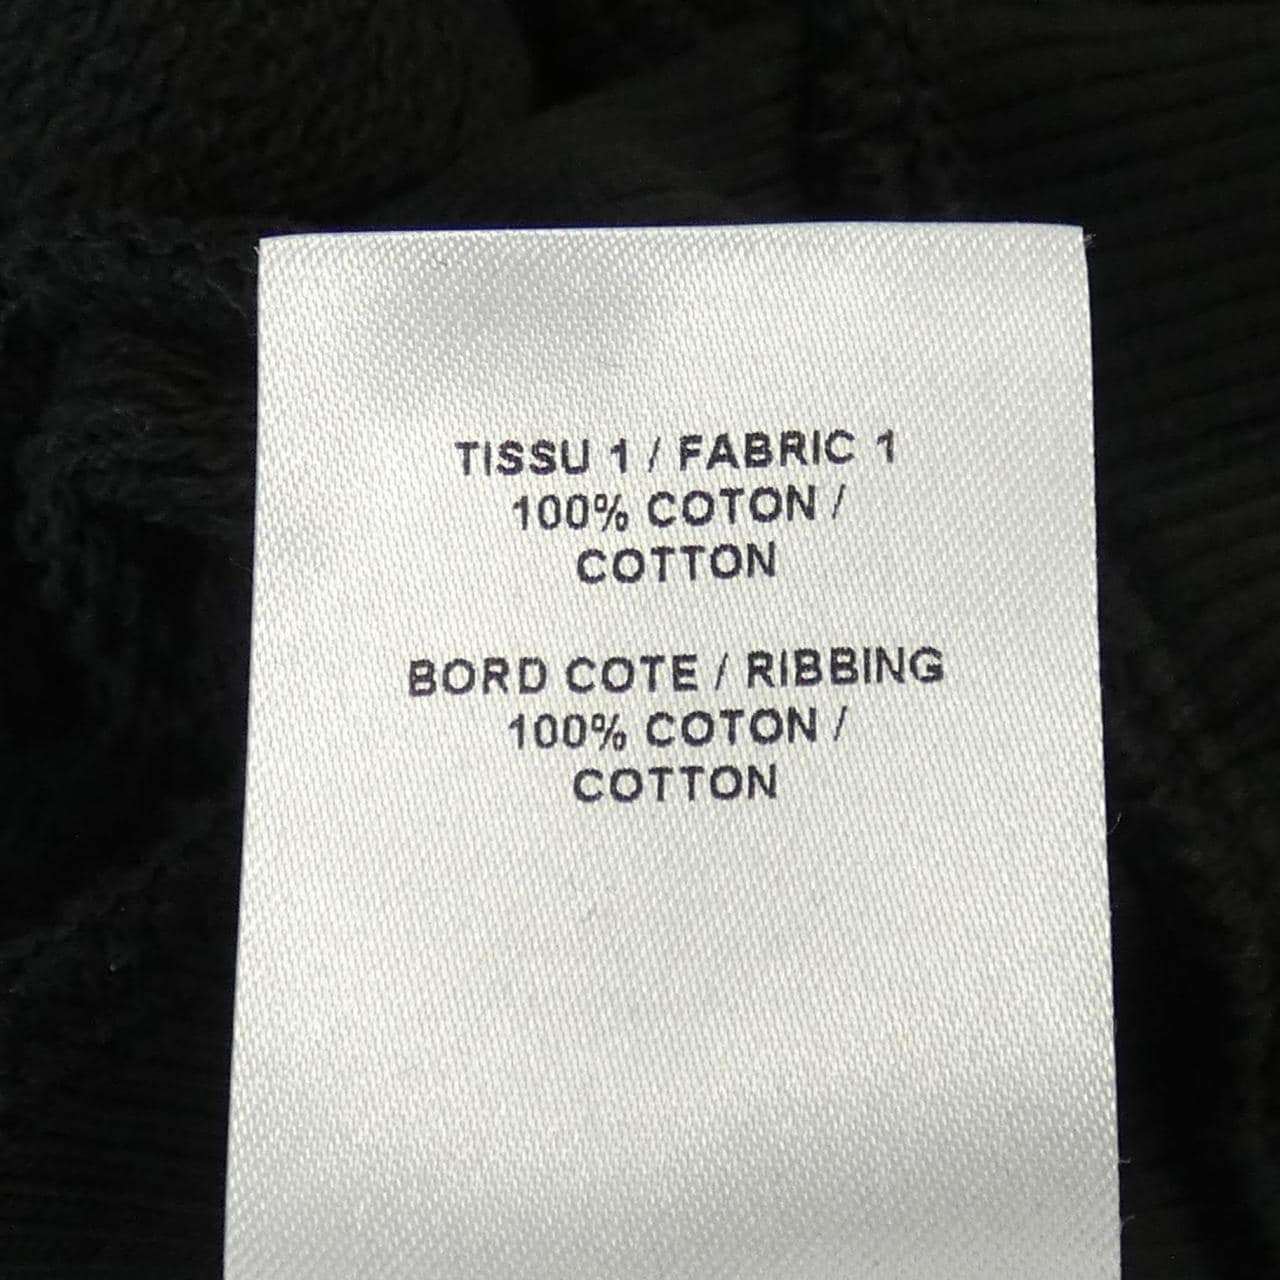 TISSU 1 / FABRIC 1
100% COTON /
COTTON
BORD COTE / RIBBING
100% COTON /
COTTON